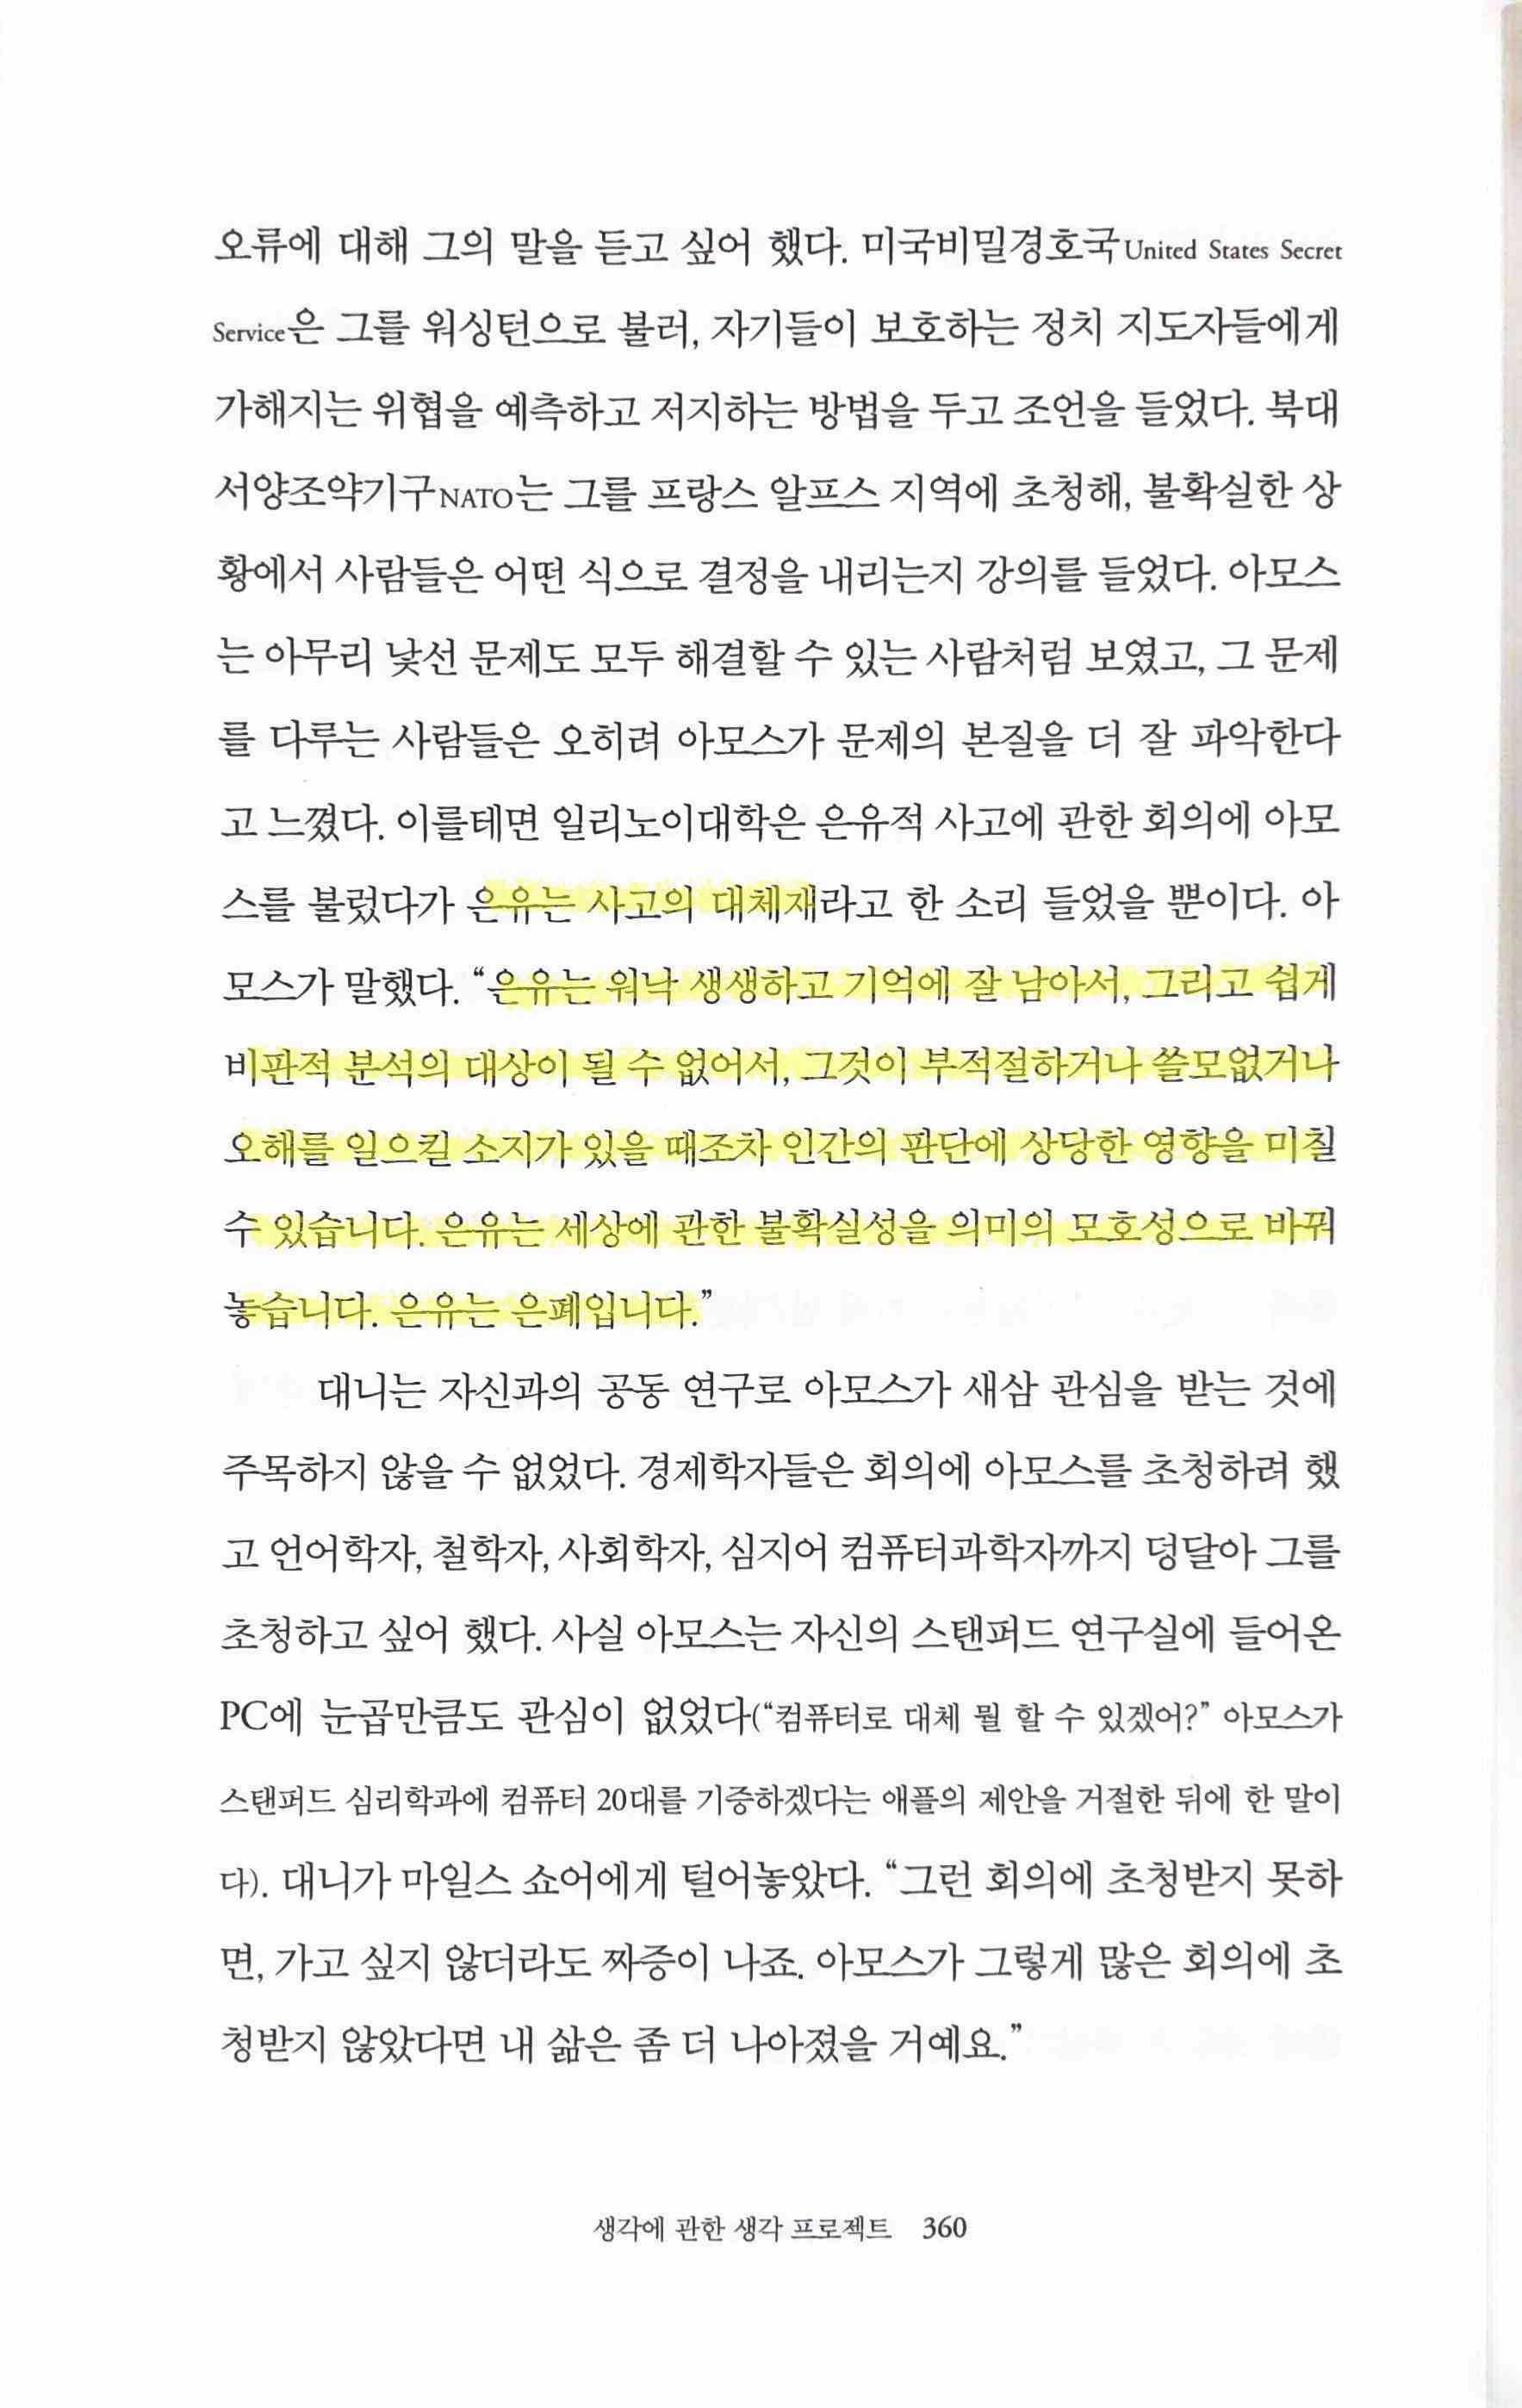 오류에 대해 그의 말을 듣고 싶어 했다. 미국비밀경호국United States Secret
Service은 그를 워싱턴으로 불러, 자기들이 보호하는 정치 지도자들에게
가해지는 위협을 예측하고 저지하는 방법을 두고 조언을 들었다. 북대
서양조약기구NATO는 그를 프랑스 알프스 지역에 초청해, 불확실한 상
황에서 사람들은 어떤 식으로 결정을 내리는지 강의를 들었다. 아모스
는 아무리 낯선 문제도 모두 해결할 수 있는 사람처럼 보였고, 그 문제
를 다루는 사람들은 오히려 아모스가 문제의 본질을 더 잘 파악한다
고 느꼈다. 이를테면 일리노이대학은 은유적 사고에 관한 회의에 아모
스를 불렀다가 은유는 사고의 대체재라고 한 소리 들었을 뿐이다. 아
모스가 말했다. “은유는 워낙 생생하고 기억에 잘 남아서, 그리고 쉽게
비판적 분석의 대상이 될 수 없어서, 그것이 부적절하거나 쓸모없거나
오해를 일으킬 소지가 있을 때조차 인간의 판단에 상당한 영향을 미칠
수 있습니다. 은유는 세상에 관한 불확실성을 의미의 모호성으로 바꿔
놓습니다. 은유는 은폐입니다.”
대니는 자신과의 공동 연구로 아모스가 새삼 관심을 받는 것에
주목하지 않을 수 없었다. 경제학자들은 회의에 아모스를 초청하려 했
고 언어학자, 철학자, 사회학자, 심지어 컴퓨터과학자까지 덩달아 그를
초청하고 싶어 했다. 사실 아모스는 자신의 스탠퍼드 연구실에 들어온
PC에 눈곱만큼도 관심이 없었다(“컴퓨터로 대체 뭘 할 수 있겠어?” 아모스가
스탠퍼드 심리학과에 컴퓨터 20대를 기증하겠다는 애플의 제안을 거절한 뒤에 한 말이
다). 대니가 마일스 쇼어에게 털어놓았다. “그런 회의에 초청받지 못하
면, 가고 싶지 않더라도 짜증이 나죠. 아모스가 그렇게 많은 회의에 초
청받지 않았다면 내 삶은 좀 더 나아졌을 거예요.”
생각에 관한 생각 프로젝트 360